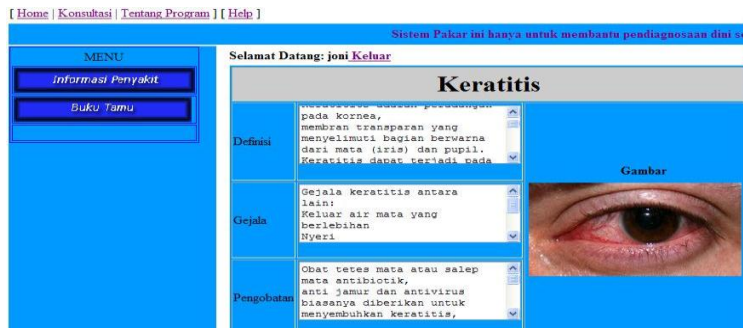 [ Home | Konsultasi | Tentang Program ] [ Help ]
Sistem Pakar ini hanya untuk membantu pendiagnosaan dini
MENU
Informasi Penyakit
Buku Tamu
Selamat Datang: joni Keluar
Keratitis
Definisi
pada kornea,
membran transparan yang
menyelimuti bagian berwarna
dari mata (iris) dan pupil.
Keratitis dapat terjadi pada
Gambar
Gejala
Gejala keratitis antara
lain:
Keluar air mata yang
berlebihan
Nyeri
Pengobatan
Obat tetes mata atau salep
mata antibiotik,
anti jamur dan antivirus
biasanya diberikan untuk
menyembuhkan keratitis,